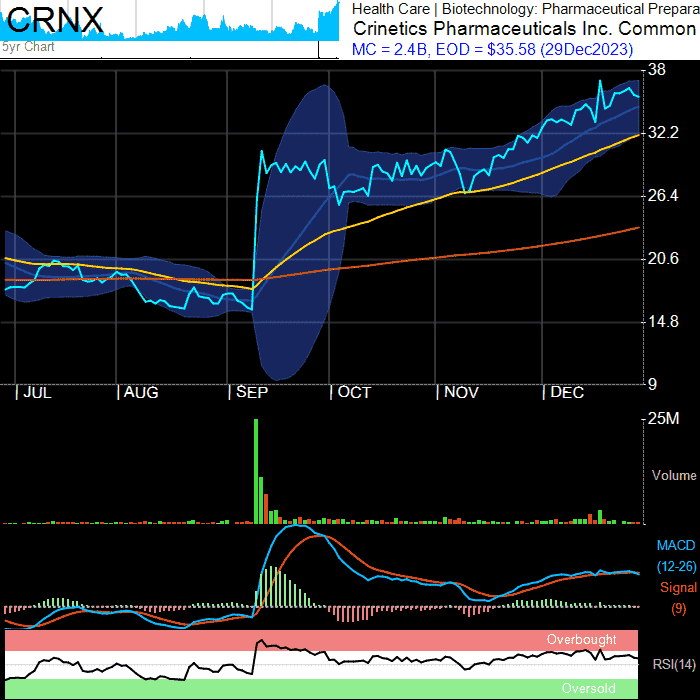 CRNX
Health Care | Biotechnology: Pharmaceutical Prepara
Crinetics Pharmaceuticals Inc. Common
5yr Chart
MC = 2.4B, EOD = $35.58 (29Dec2023)
38
32.2
26.4
20.6
14.8
9
JUL AUG SEP OCT NOV DEC
25M
Volume
MACD
(12-26)
Signal
(9)
Overbought
RSI(14)
Oversold